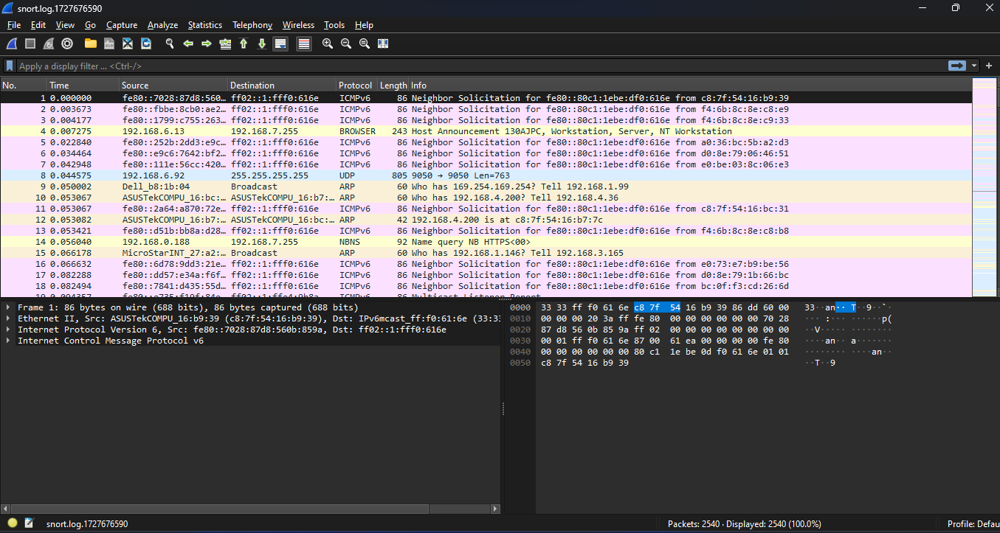 snort.log.1727676590
File Edit View Go Capture Analyze Statistics Telephony Wireless Tools Help
Apply a display filter ... <Ctrl-/>
No. Time Source Destination Protocol Length Info
1 0.000000 fe80::7028:87d8:560… ff02::1:fff0:616e ICMPv6 86 Neighbor Solicitation for fe80::80c1:1ebe:df0:616e from c8:7f:54:16:b9:39
2 0.003673 fe80::fbbe:8cb0:ae2… ff02::1:fff0:616e ICMPv6 86 Neighbor Solicitation for fe80::80c1:1ebe:df0:616e from f4:6b:8c:8e:c8:e9
3 0.004177 fe80::1799:c755:263… ff02::1:fff0:616e ICMPv6 86 Neighbor Solicitation for fe80::80c1:1ebe:df0:616e from f4:6b:8c:8e:c9:33
4 0.007275 192.168.6.13 192.168.7.255 BROWSER 243 Host Announcement 130AJPC, Workstation, Server, NT Workstation
5 0.022840 fe80::252b:2dd3:e9c… ff02::1:fff0:616e ICMPv6 86 Neighbor Solicitation for fe80::80c1:1ebe:df0:616e from a0:36:bc:5b:a2:d3
6 0.034464 fe80::e9c6:7642:bf2… ff02::1:fff0:616e ICMPv6 86 Neighbor Solicitation for fe80::80c1:1ebe:df0:616e from d0:8e:79:06:46:51
7 0.042948 fe80::111e:56cc:420… ff02::1:fff0:616e ICMPv6 86 Neighbor Solicitation for fe80::80c1:1ebe:df0:616e from e0:be:03:8c:06:e3
8 0.044575 192.168.6.92 255.255.255.255 UDP 805 9050 → 9050 Len=763
9 0.050002 Dell_b8:1b:04 Broadcast ARP 60 Who has 169.254.169.254? Tell 192.168.1.99
10 0.053067 ASUSTekCOMPU_16:bc:… ASUSTekCOMPU_16:b7:… ARP 60 Who has 192.168.4.200? Tell 192.168.4.36
11 0.053067 fe80::2a64:a870:72e… ff02::1:fff0:616e ICMPv6 86 Neighbor Solicitation for fe80::80c1:1ebe:df0:616e from c8:7f:54:16:bc:31
12 0.053082 ASUSTekCOMPU_16:b7:… ASUSTekCOMPU_16:bc:… ARP 42 192.168.4.200 is at c8:7f:54:16:b7:7c
13 0.053421 fe80::d51b:bb8a:d28… ff02::1:fff0:616e ICMPv6 86 Neighbor Solicitation for fe80::80c1:1ebe:df0:616e from f4:6b:8c:8e:c8:b8
14 0.056040 192.168.0.188 192.168.7.255 NBNS 92 Name query NB HTTPS<00>
15 0.066178 MicroStarINT_27:a2:… Broadcast ARP 60 Who has 192.168.1.146? Tell 192.168.3.165
16 0.066632 fe80::6d78:9dd3:21e… ff02::1:fff0:616e ICMPv6 86 Neighbor Solicitation for fe80::80c1:1ebe:df0:616e from e0:73:e7:b9:be:56
17 0.082288 fe80::dd57:e34a:f6f… ff02::1:fff0:616e ICMPv6 86 Neighbor Solicitation for fe80::80c1:1ebe:df0:616e from d0:8e:79:1b:66:bc
18 0.082494 fe80::7841:d435:55d… ff02::1:fff0:616e ICMPv6 86 Neighbor Solicitation for fe80::80c1:1ebe:df0:616e from bc:0f:f3:cd:26:6d
Frame 1: 86 bytes on wire (688 bits), 86 bytes captured (688 bits)
Ethernet II, Src: ASUSTekCOMPU_16:b9:39 (c8:7f:54:16:b9:39), Dst: IPv6mcast_ff:f0:61:6e (33:33
Internet Protocol Version 6, Src: fe80::7028:87d8:560b:859a, Dst: ff02::1:fff0:616e
Internet Control Message Protocol v6
0000 33 33 ff f0 61 6e c8 7f 54 16 b9 39 86 dd 60 00 33··an·· T··9··`·
0010 00 00 00 20 3a ff fe 80 00 00 00 00 00 00 70 28 ··· :··· ······p(
0020 87 d8 56 0b 85 9a ff 02 00 00 00 00 00 00 00 00 ··V····· ········
0030 00 01 ff f0 61 6e 87 00 61 ea 00 00 00 00 fe 80 ····an·· a·······
0040 00 00 00 00 00 00 80 c1 1e be 0d f0 61 6e 01 01 ········ ····an··
0050 c8 7f 54 16 b9 39 ··T··9
snort.log.1727676590
Packets: 2540 · Displayed: 2540 (100.0%)
Profile: Defau